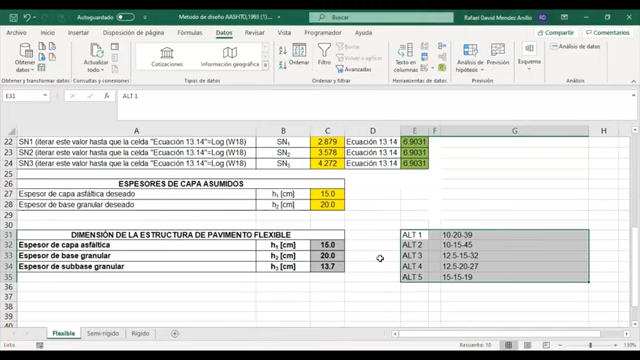 Autoguardado
Metodo de diseño AASHTO,1993 (1)...
Buscar
Rafael David Mendez Anillo
RD
Archivo Inicio Insertar Disposición de página Fórmulas Datos Revisar Vista Ayuda
Compartir Comentarios
Obtener datos
Actualizar todo
Cotizaciones
Información geográfica
Ordenar
Filtro
Avanzadas
Texto en columnas
Análisis de hipótesis
Previsión
Esquema
Análisis de datos
Obtener y transformar datos
Consultas y conexiones
Tipos de datos
Ordenar y filtrar
Herramientas de datos
Previsión
Análisis
E31
fx
ALT 1
A B C D E F G H
22 SN1 (iterar este valor hasta que la celda "Ecuación 13.14"=Log (W18) SN1 2.879 Ecuación 13.14 6.9031
23 SN2 (iterar este valor hasta que la celda "Ecuación 13.14"=Log (W18) SN2 3.578 Ecuación 13.14 6.9031
24 SN3 (iterar este valor hasta que la celda "Ecuación 13.14"=Log (W18) SN3 4.272 Ecuación 13.14 6.9031
25
26 ESPESORES DE CAPA ASUMIDOS
27 Espesor de capa asfáltica deseado h1 [cm] 15.0
28 Espesor de base granular deseado h2 [cm] 20.0
29
30
31 DIMENSIÓN DE LA ESTRUCTURA DE PAVIMENTO FLEXIBLE ALT 1 10-20-39
32 Espesor de capa asfáltica h1 [cm] 15.0 ALT 2 10-15-45
33 Espesor de base granular h2 [cm] 20.0 ALT 3 12.5-15-32
34 Espesor de subbase granular h3 [cm] 13.7 ALT 4 12.5-20-27
35 ALT 5 15-15-19
36
37
38
Flexible Semi-rígido Rígido
Recuento: 10
130%